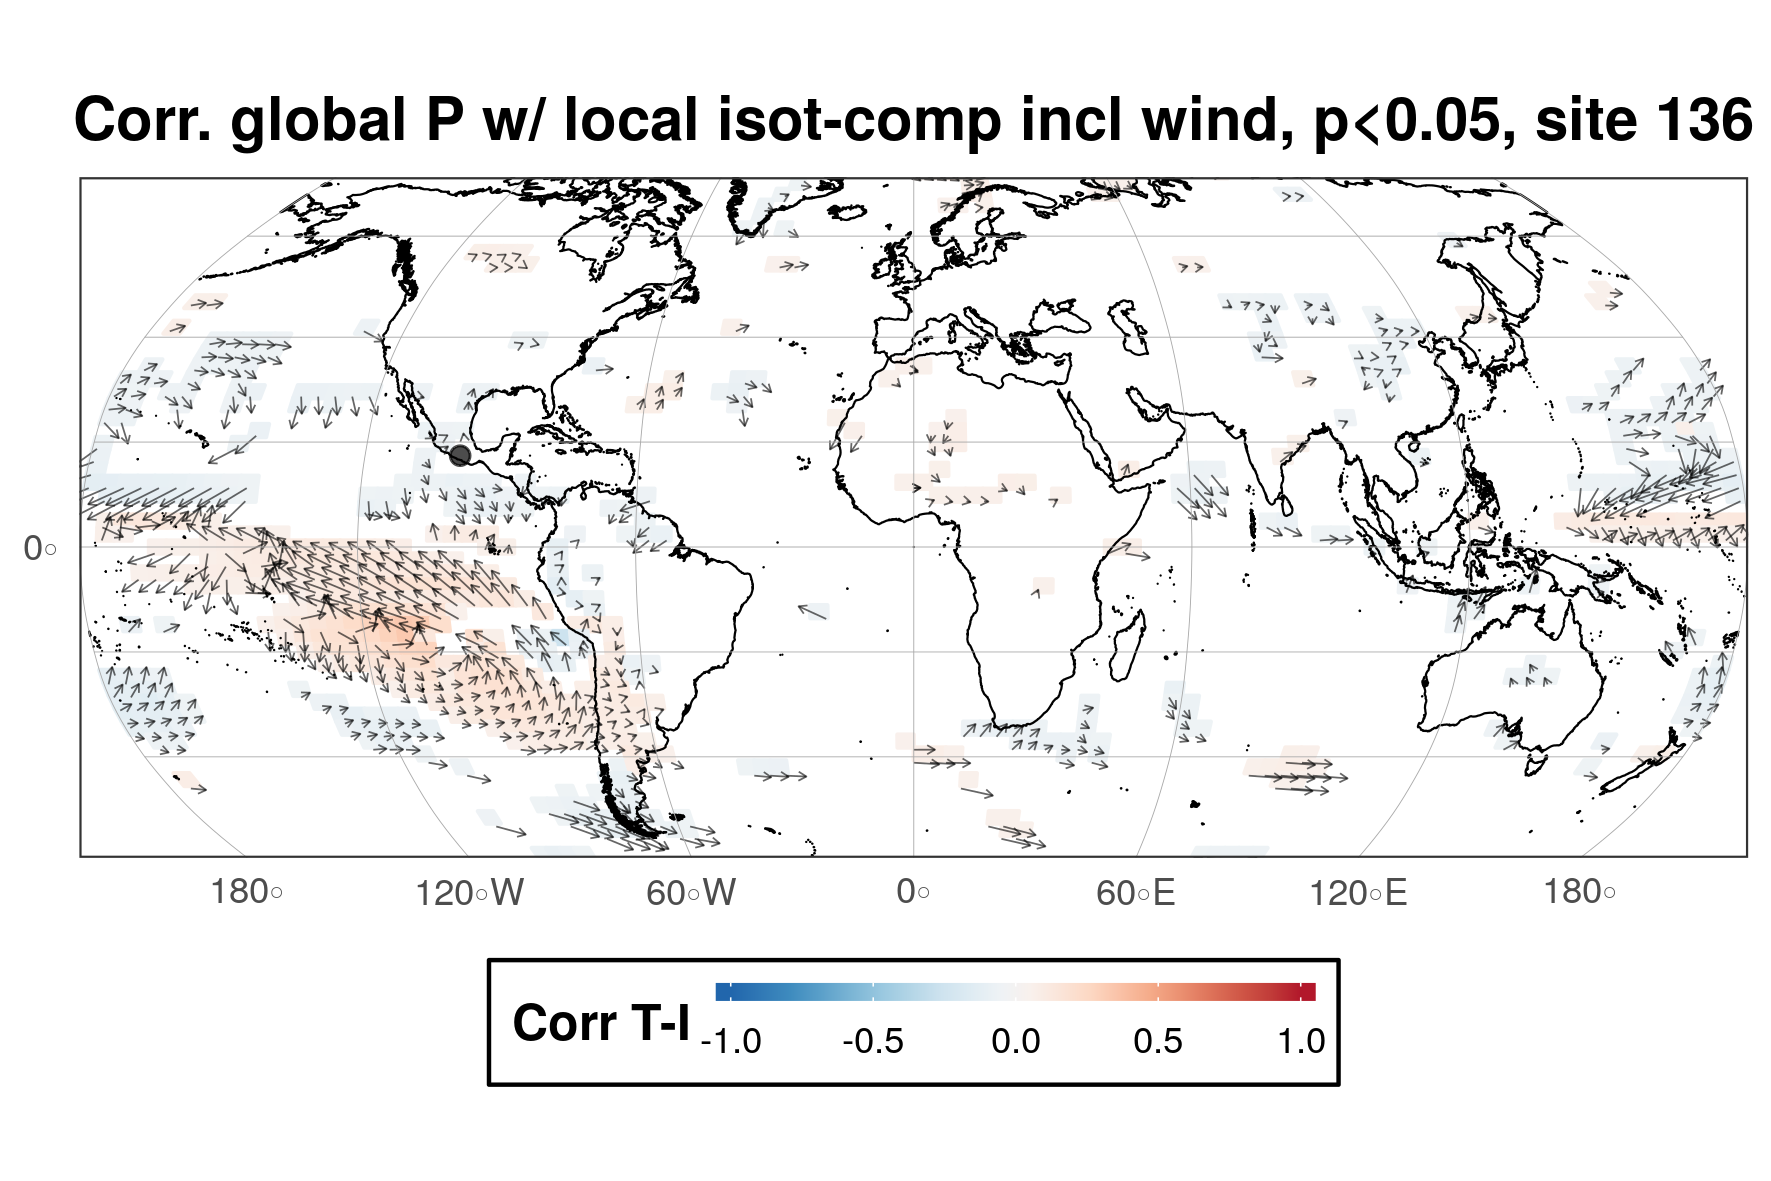 Corr. global P w/ local isot-comp incl wind, p<0.05, site 136
0°
180° 120°W 60°W 0° 60°E 120°E 180°
Corr T-I
-1.0 -0.5 0.0 0.5 1.0